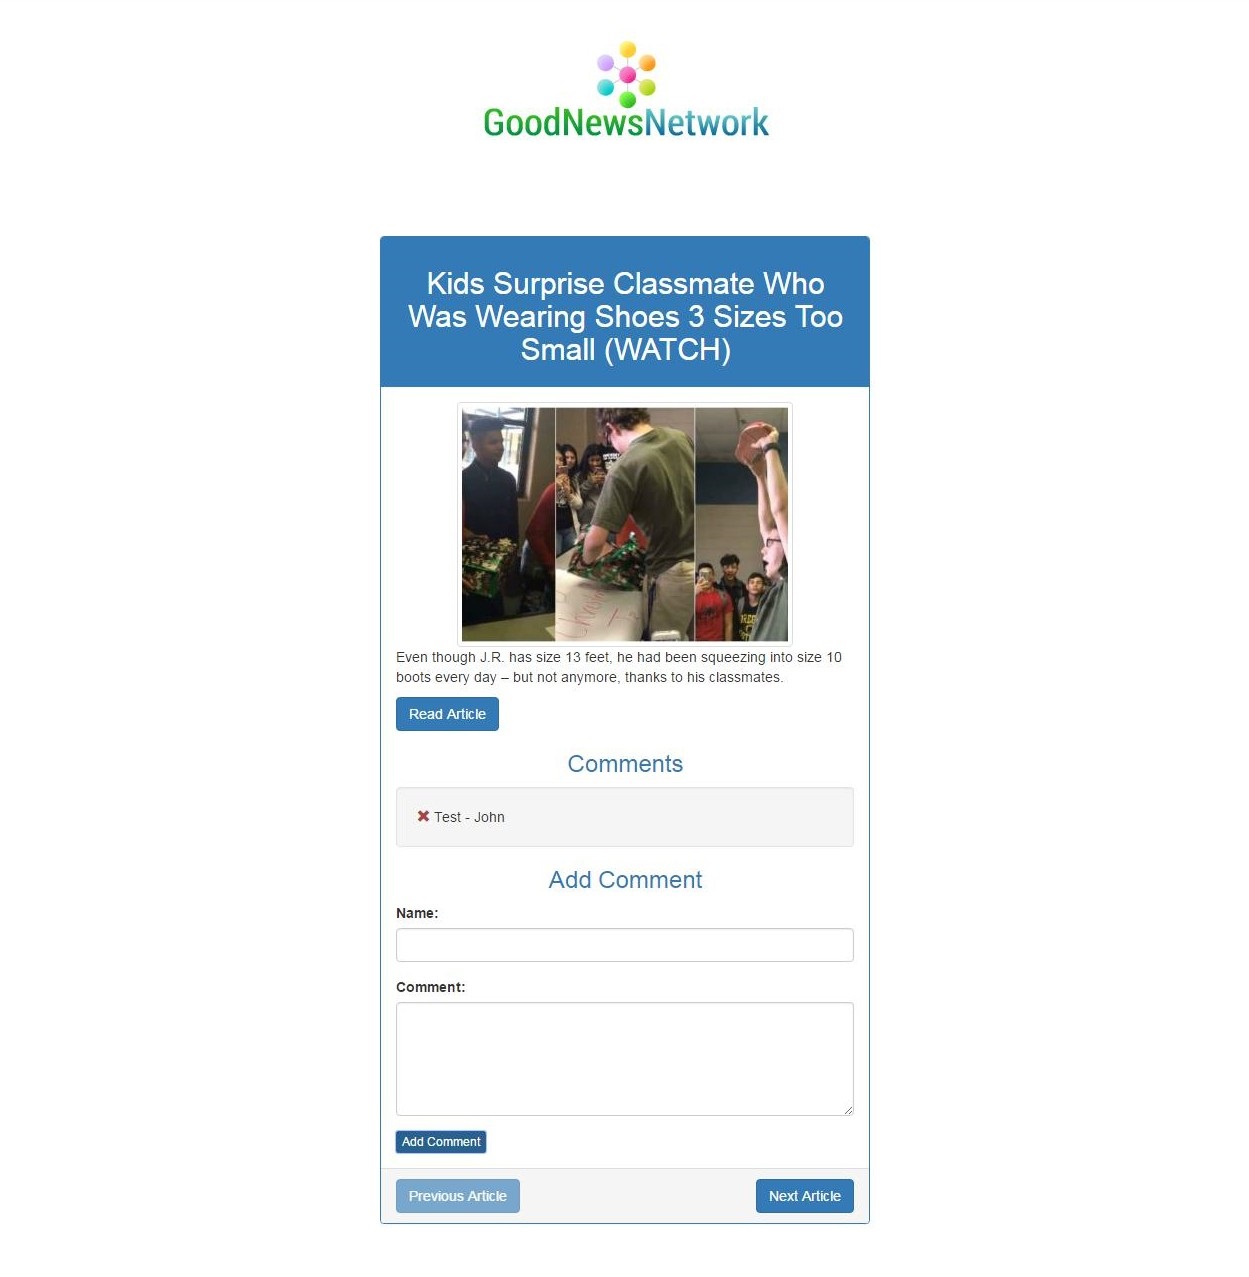 GoodNewsNetwork
Kids Surprise Classmate Who
Was Wearing Shoes 3 Sizes Too
Small (WATCH)
Even though J.R. has size 13 feet, he had been squeezing into size 10
boots every day – but not anymore, thanks to his classmates.
Read Article
Comments
Test - John
Add Comment
Name:
Comment:
Add Comment
Previous Article
Next Article